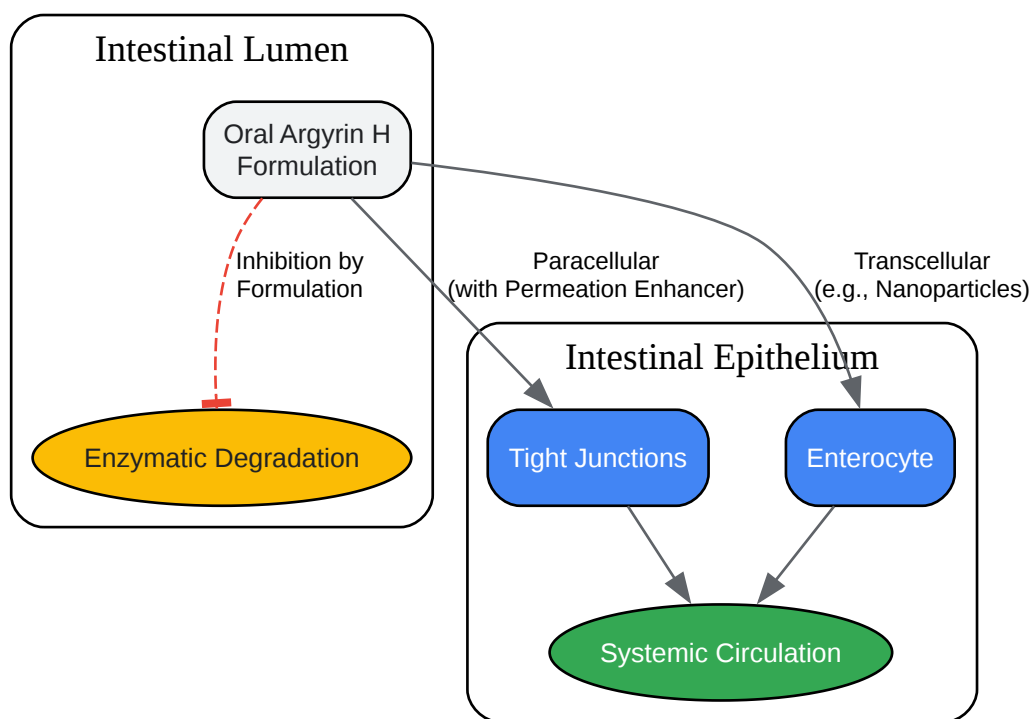 Intestinal Lumen
Oral Argyrin H
Formulation
Inhibition by
Formulation
Paracellular
(with Permeation Enhancer)
Transcellular
(e.g., Nanoparticles)
Intestinal Epithelium
Enzymatic Degradation
Tight Junctions
Enterocyte
Systemic Circulation